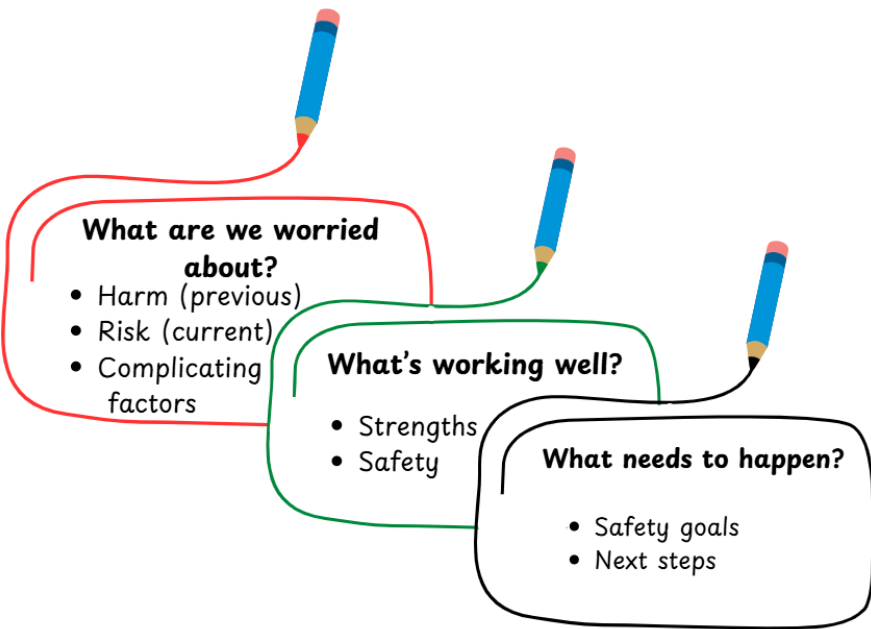 What are we worried
about?
• Harm (previous)
• Risk (current)
• Complicating
factors
What's working well?
• Strengths
• Safety
What needs to happen?
• Safety goals
• Next steps